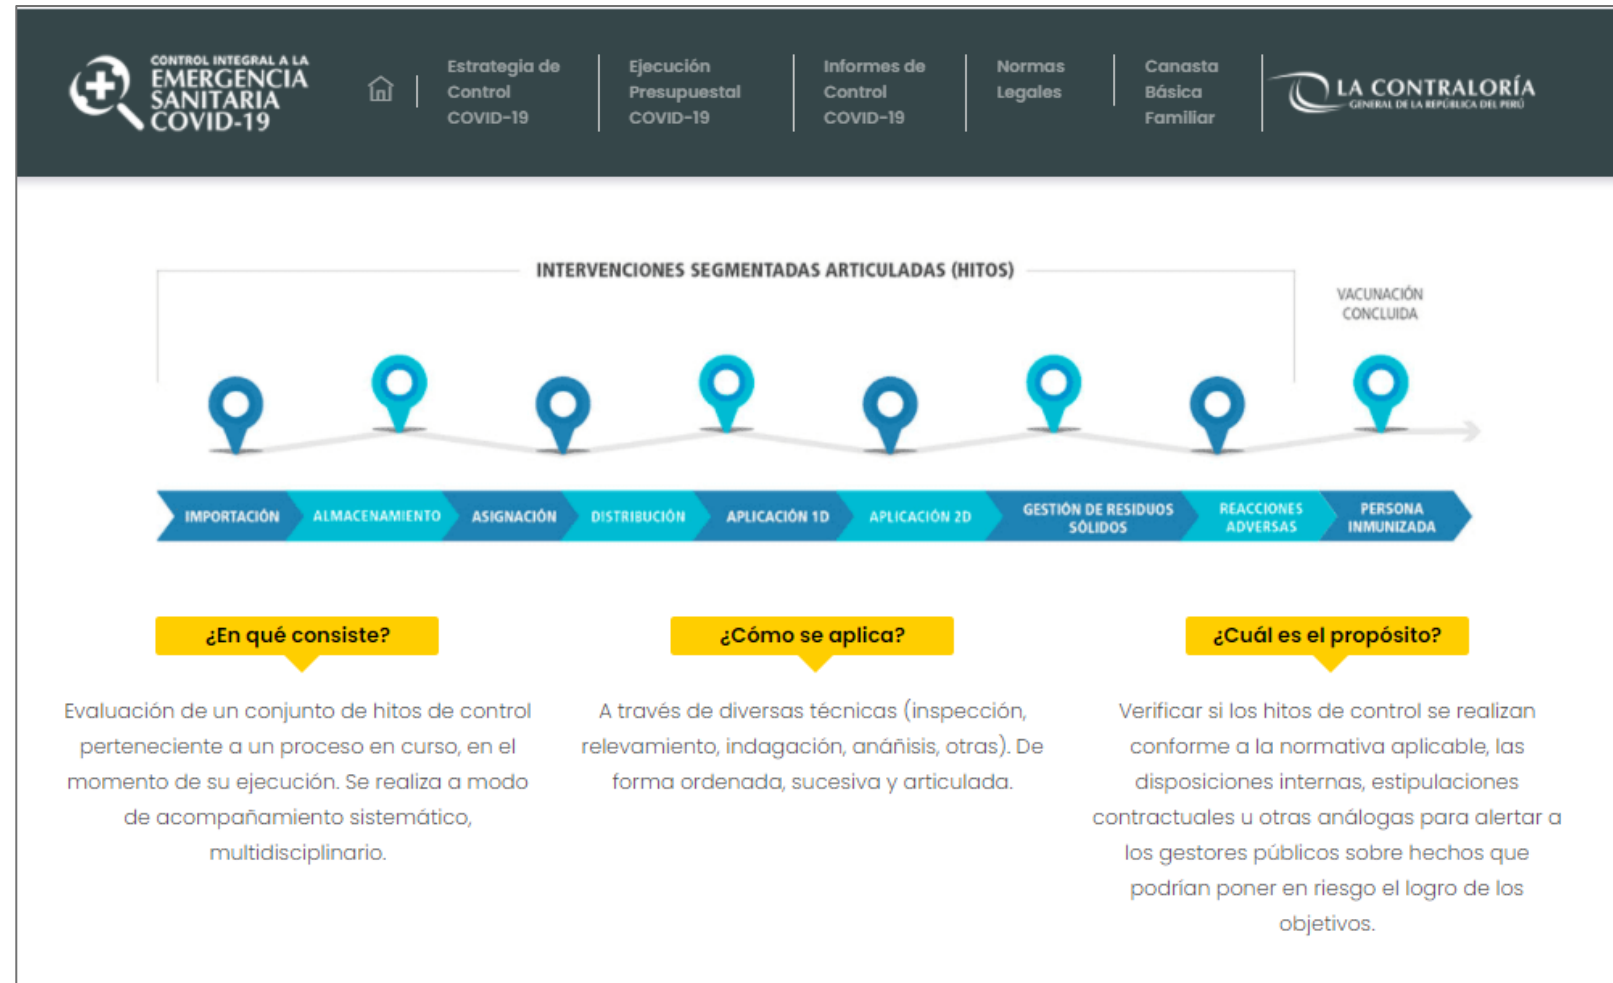 CONTROL INTEGRAL A LA
EMERGENCIA
SANITARIA
COVID-19
Estrategia de
Control
COVID-19
Ejecución
Presupuestal
COVID-19
Informes de
Control
COVID-19
Normas
Legales
Canasta
Básica
Familiar
LA CONTRALORÍA
GENERAL DE LA REPÚBLICA DEL PERÚ
INTERVENCIONES SEGMENTADAS ARTICULADAS (HITOS)
VACUNACIÓN
CONCLUIDA
IMPORTACIÓN
ALMACENAMIENTO
ASIGNACIÓN
DISTRIBUCIÓN
APLICACIÓN 1D
APLICACIÓN 2D
GESTIÓN DE RESIDUOS
SÓLIDOS
REACCIONES
ADVERSAS
PERSONA
INMUNIZADA
¿En qué consiste?
Evaluación de un conjunto de hitos de control
perteneciente a un proceso en curso, en el
momento de su ejecución. Se realiza a modo
de acompañamiento sistemático,
multidisciplinario.
¿Cómo se aplica?
A través de diversas técnicas (inspección,
relevamiento, indagación, anáñisis, otras). De
forma ordenada, sucesiva y articulada.
¿Cuál es el propósito?
Verificar si los hitos de control se realizan
conforme a la normativa aplicable, las
disposiciones internas, estipulaciones
contractuales u otras análogas para alertar a
los gestores públicos sobre hechos que
podrían poner en riesgo el logro de los
objetivos.